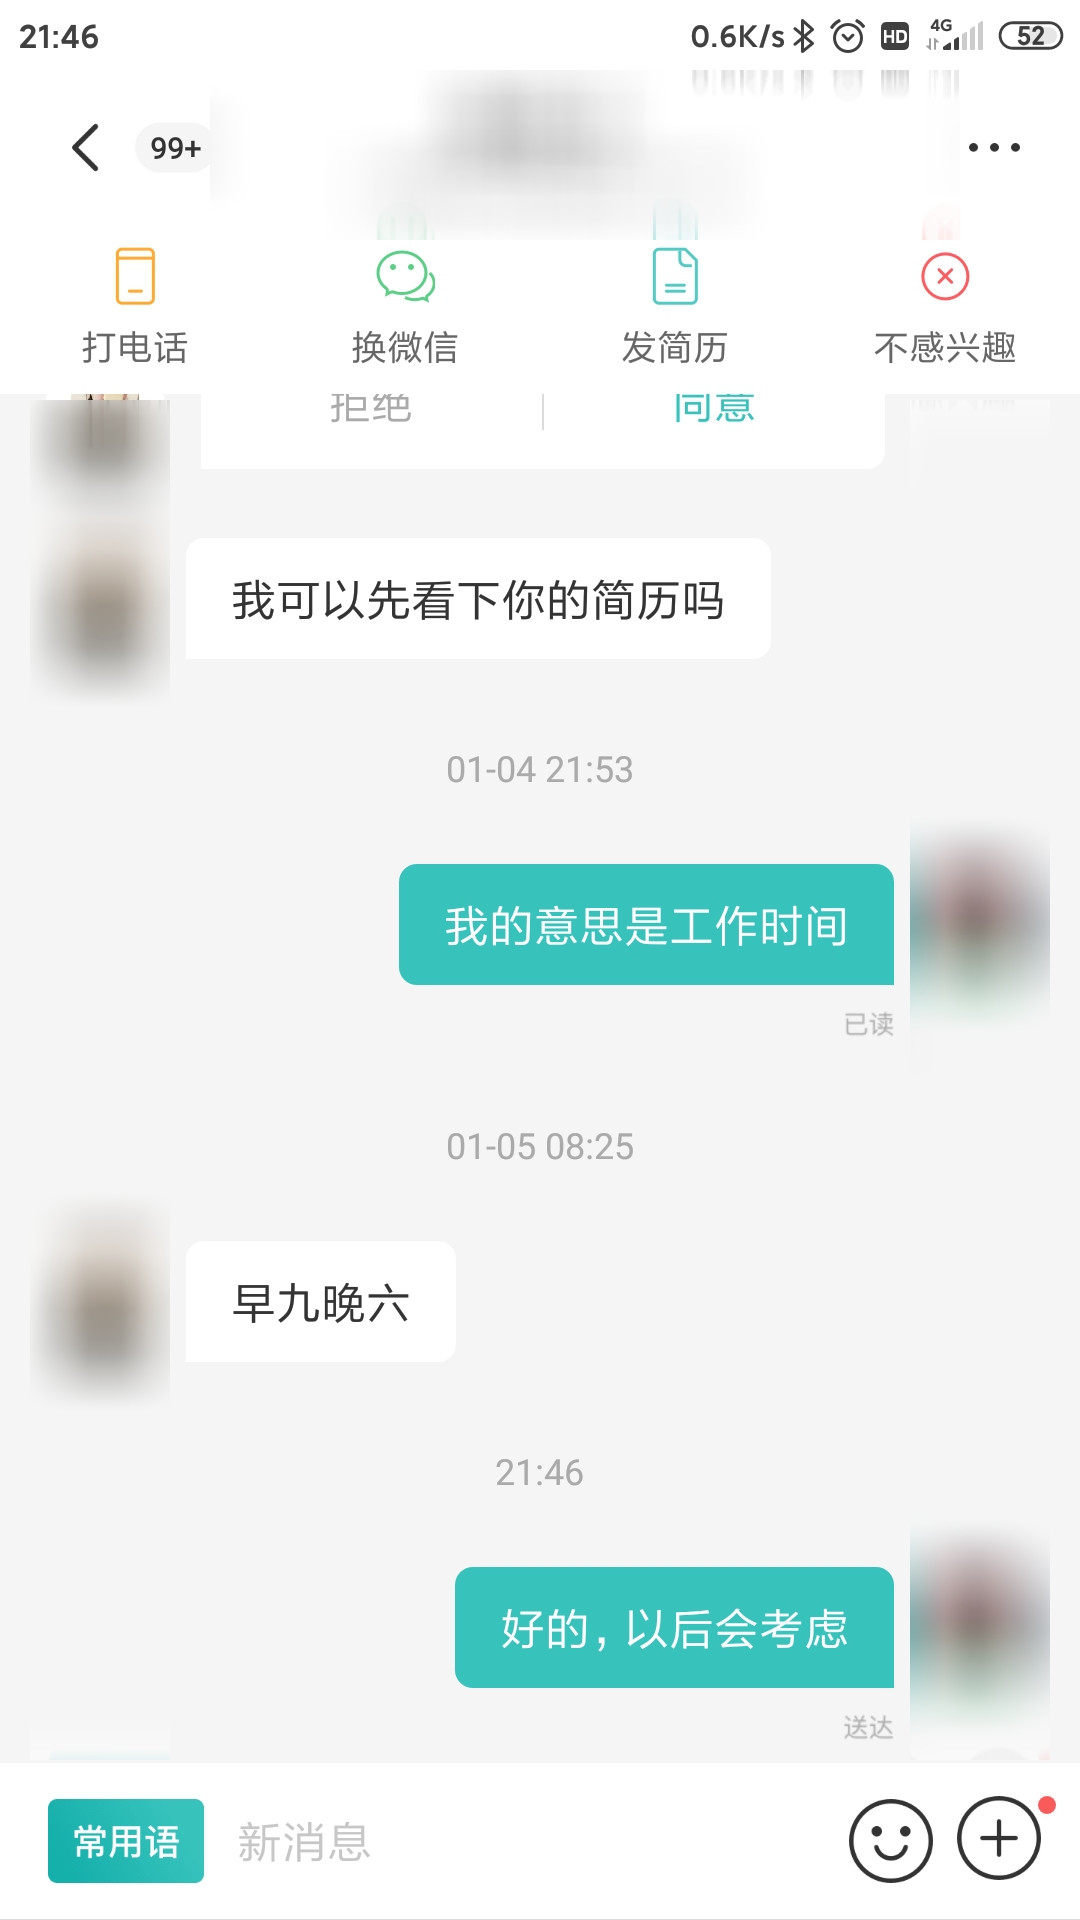 21:46
0.6K/s HD 4G 52
99+
打电话 换微信 发简历 不感兴趣
拒绝 同意
我可以先看下你的简历吗
01-04 21:53
我的意思是工作时间
已读
01-05 08:25
早九晚六
21:46
好的，以后会考虑
送达
常用语 新消息